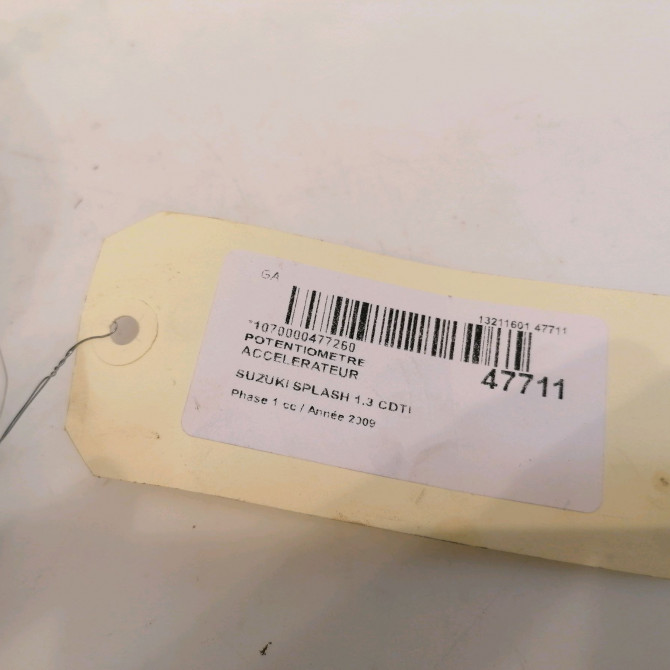 GA
13211601 47711
*1070000477260
POTENTIOMETRE
ACCELERATEUR
47711
SUZUKI SPLASH 1.3 CDTI
Phase 1 cc / Année 2009